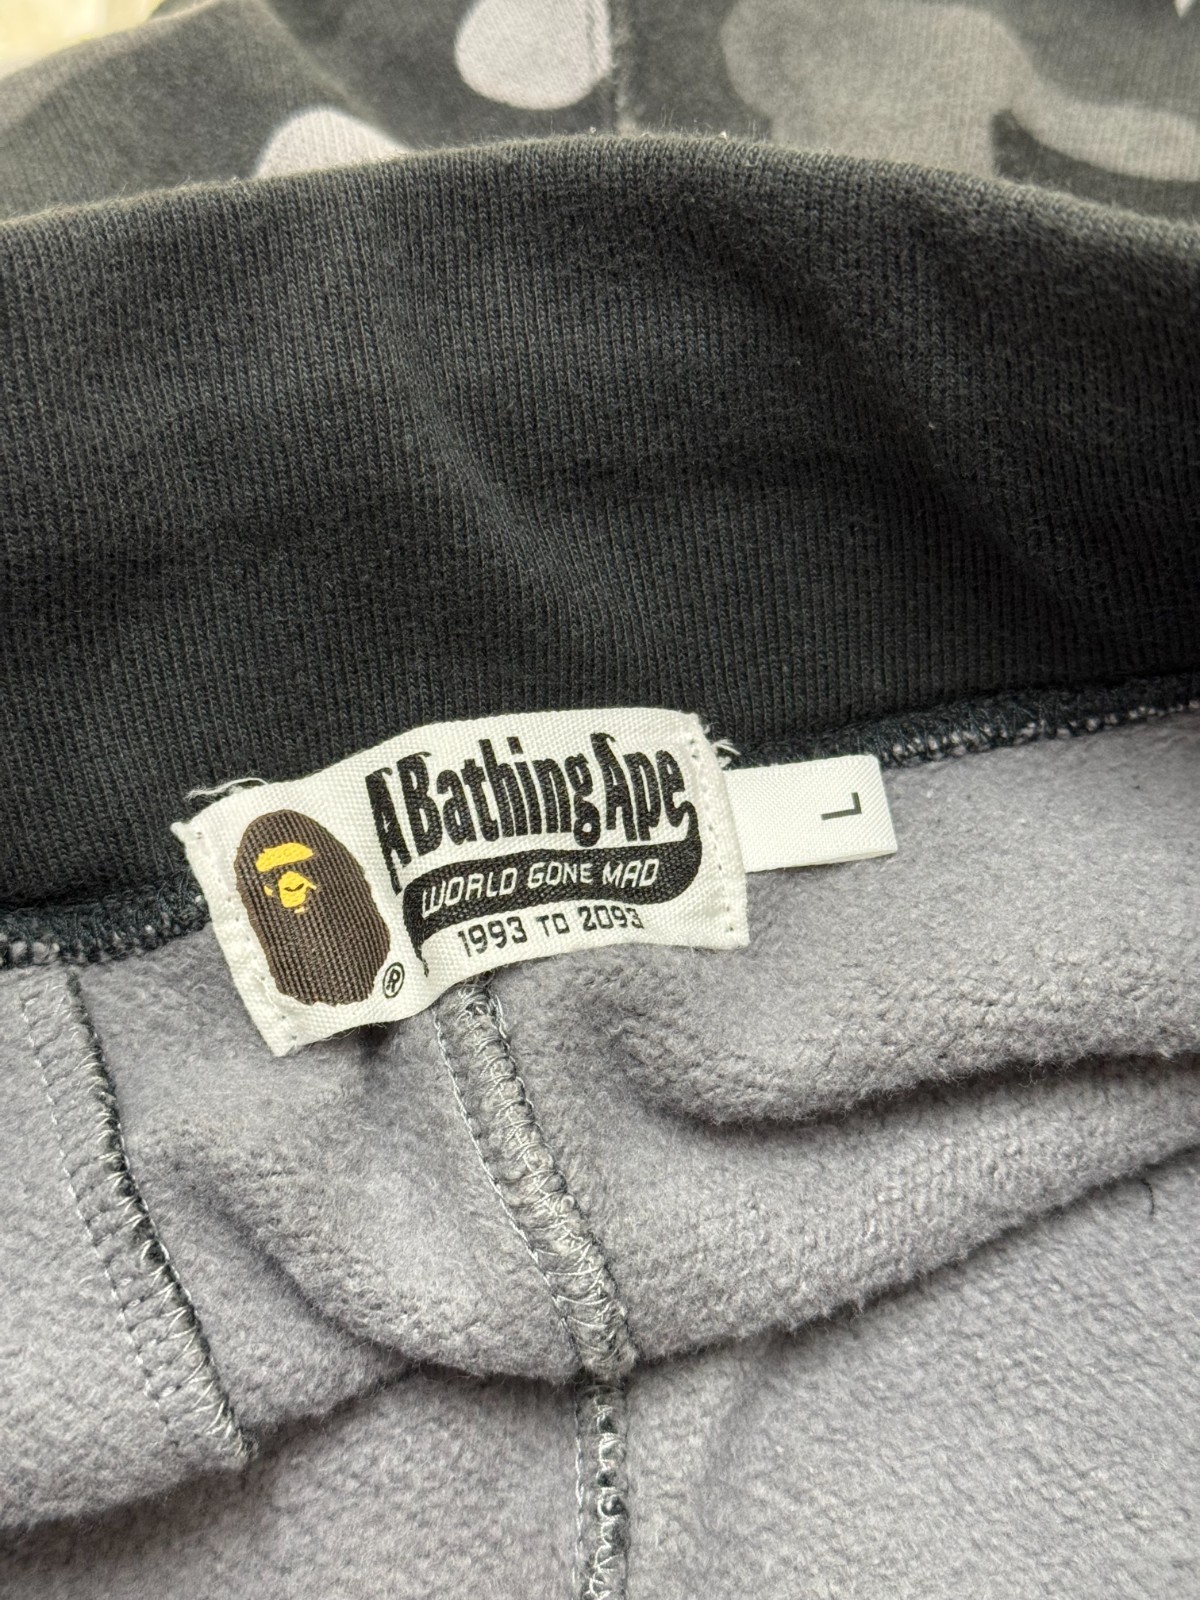 A Bathing Ape
WORLD GONE MAD
1993 TO 2093
®
L